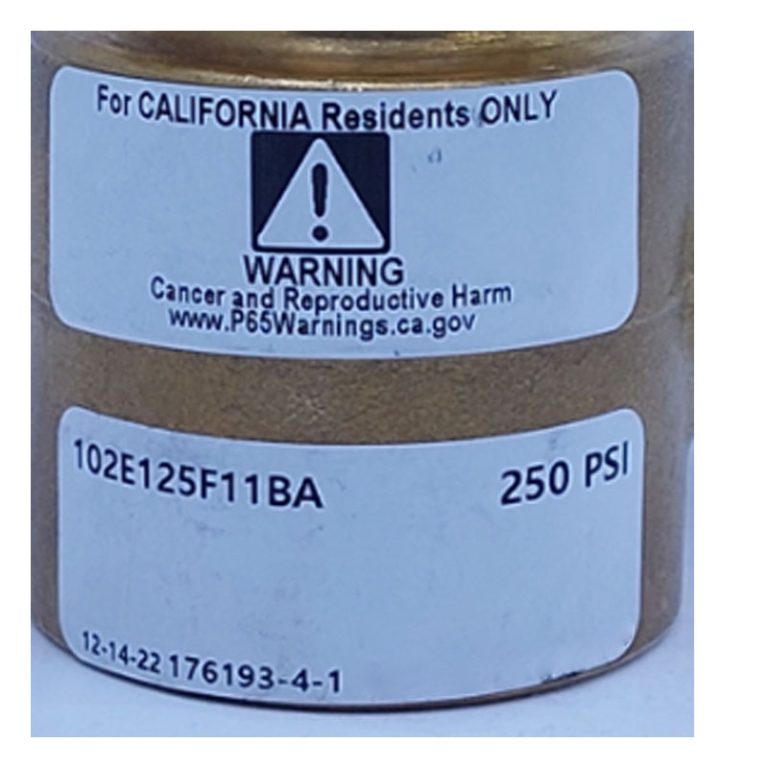 For CALIFORNIA Residents ONLY
WARNING
Cancer and Reproductive Harm
www.P65Warnings.ca.gov
102E125F11BA 250 PSI
12-14-22 176193-4-1